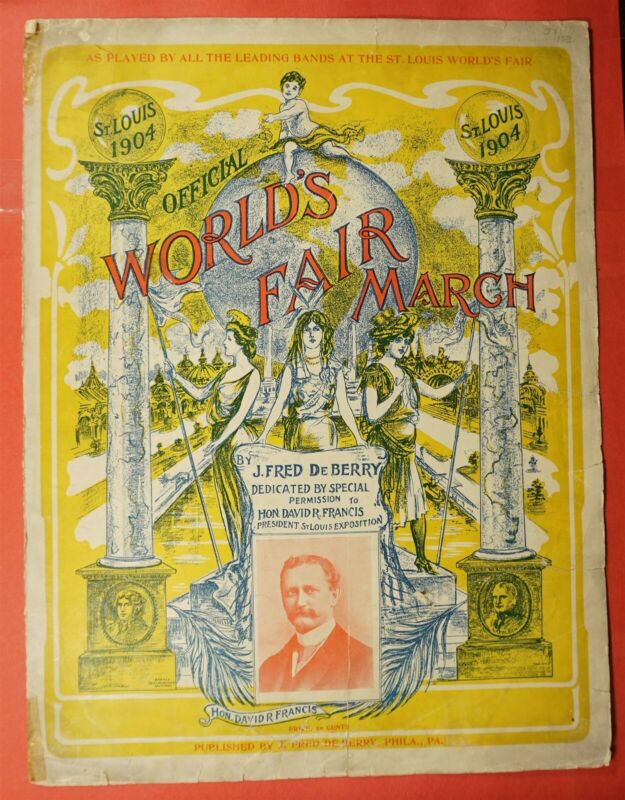 AS PLAYED BY ALL THE LEADING BANDS AT THE ST. LOUIS WORLD'S FAIR
ST. LOUIS
1904
ST. LOUIS
1904
OFFICIAL
WORLD'S
FAIR
MARCH
BY
J. FRED DE BERRY
DEDICATED BY SPECIAL
PERMISSION TO
HON. DAVID R. FRANCIS
PRESIDENT ST LOUIS EXPOSITION
HON. DAVID R FRANCIS
CENTS
PUBLISHED BY J. FRED DE BERRY, PHILA., PA.